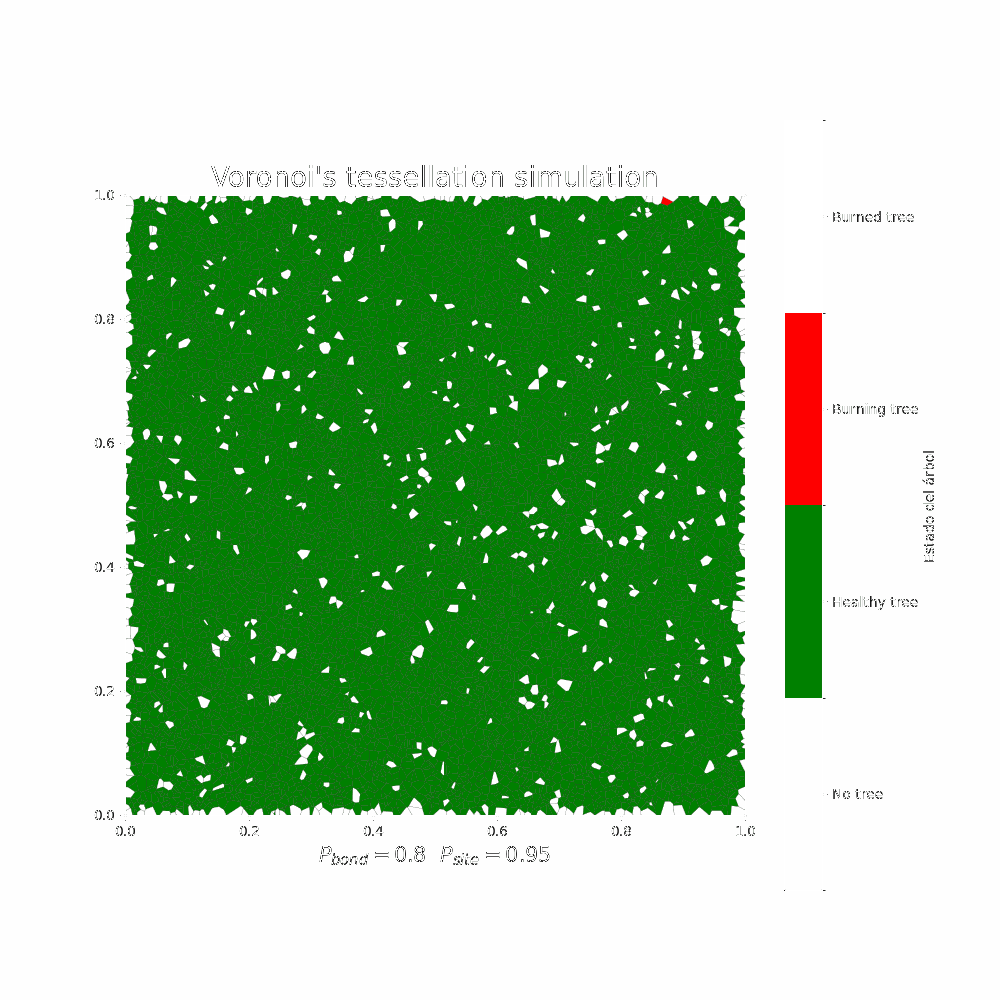 Voronoi's tessellation simulation
1.0
0.8
0.6
0.4
0.2
0.0
0.0 0.2 0.4 0.6 0.8 1.0
P_bond = 0.8 P_site = 0.95
Burned tree
Burning tree
Healthy tree
No tree
Estado del árbol